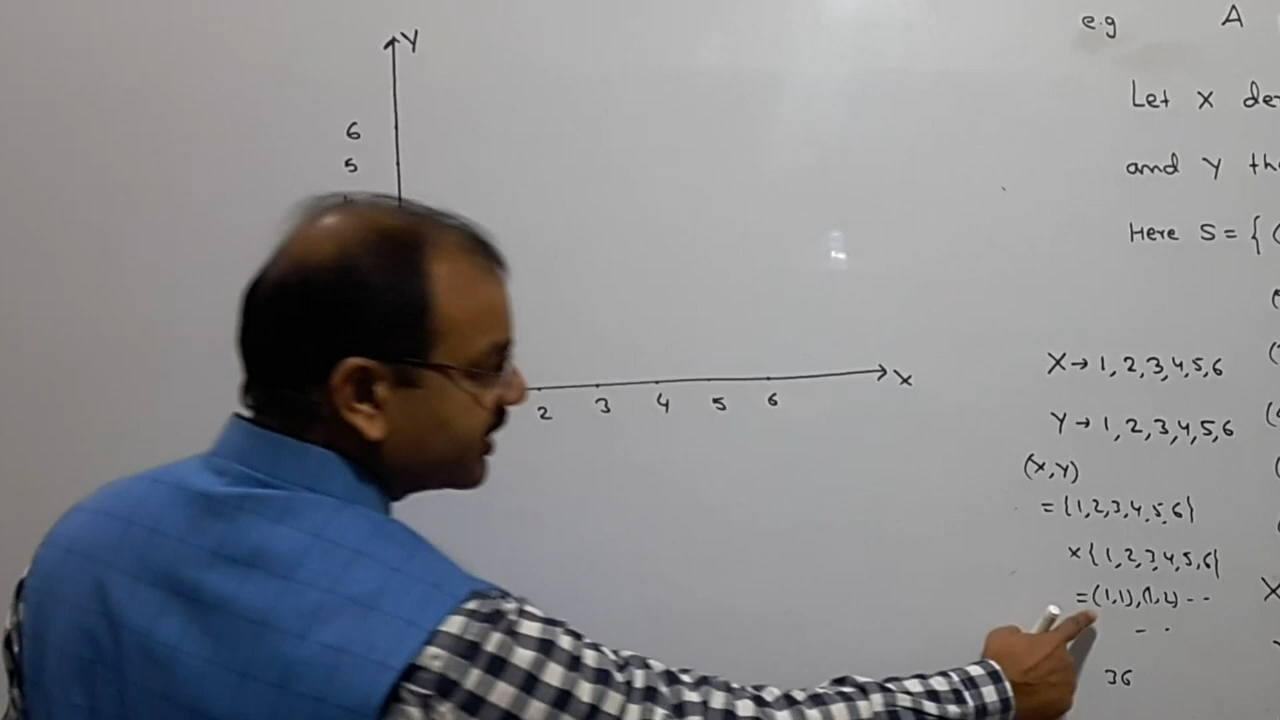 Y
6
5
2 3 4 5 6
X
e.g A
Let X
and Y
Here S = {
X → 1, 2, 3, 4, 5, 6
Y → 1, 2, 3, 4, 5, 6
(X, Y)
= {1, 2, 3, 4, 5, 6}
× {1, 2, 3, 4, 5, 6}
= (1,1), (1,2) - -
- -
36